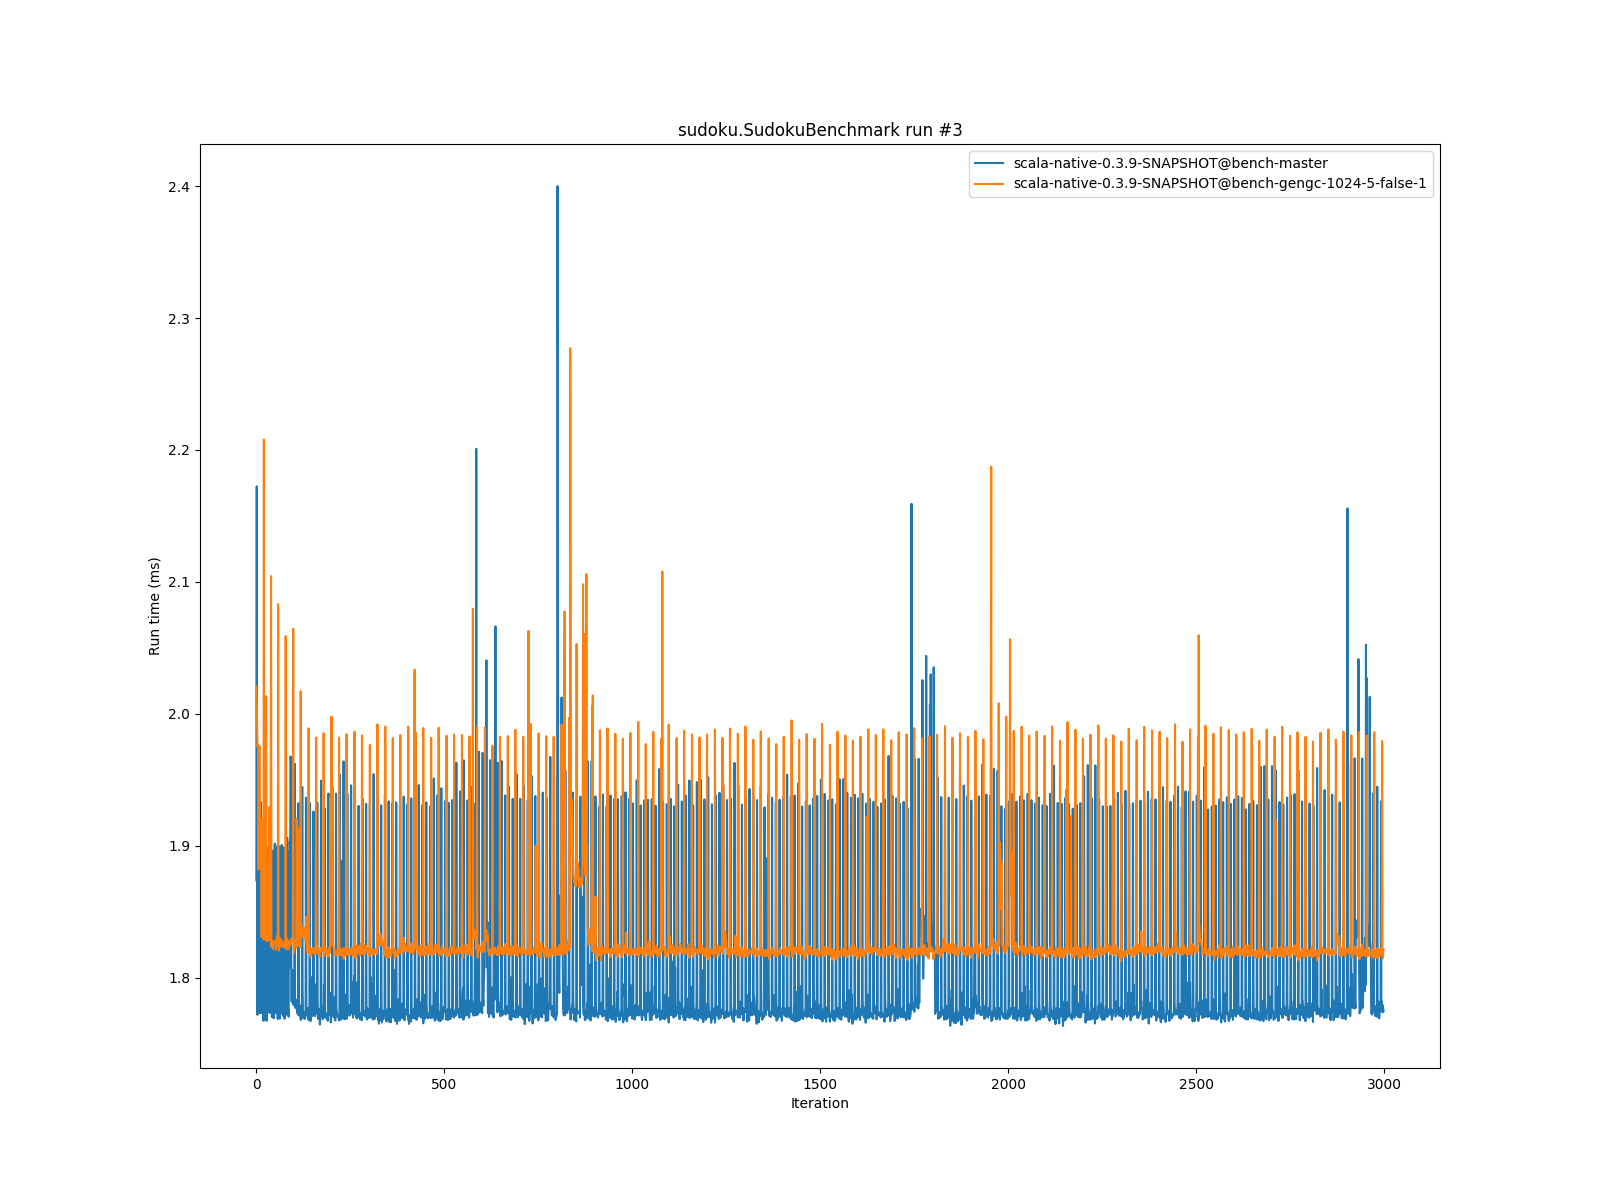 sudoku.SudokuBenchmark run #3
scala-native-0.3.9-SNAPSHOT@bench-master
scala-native-0.3.9-SNAPSHOT@bench-gengc-1024-5-false-1
Run time (ms)
2.4
2.3
2.2
2.1
2.0
1.9
1.8
0 500 1000 1500 2000 2500 3000
Iteration